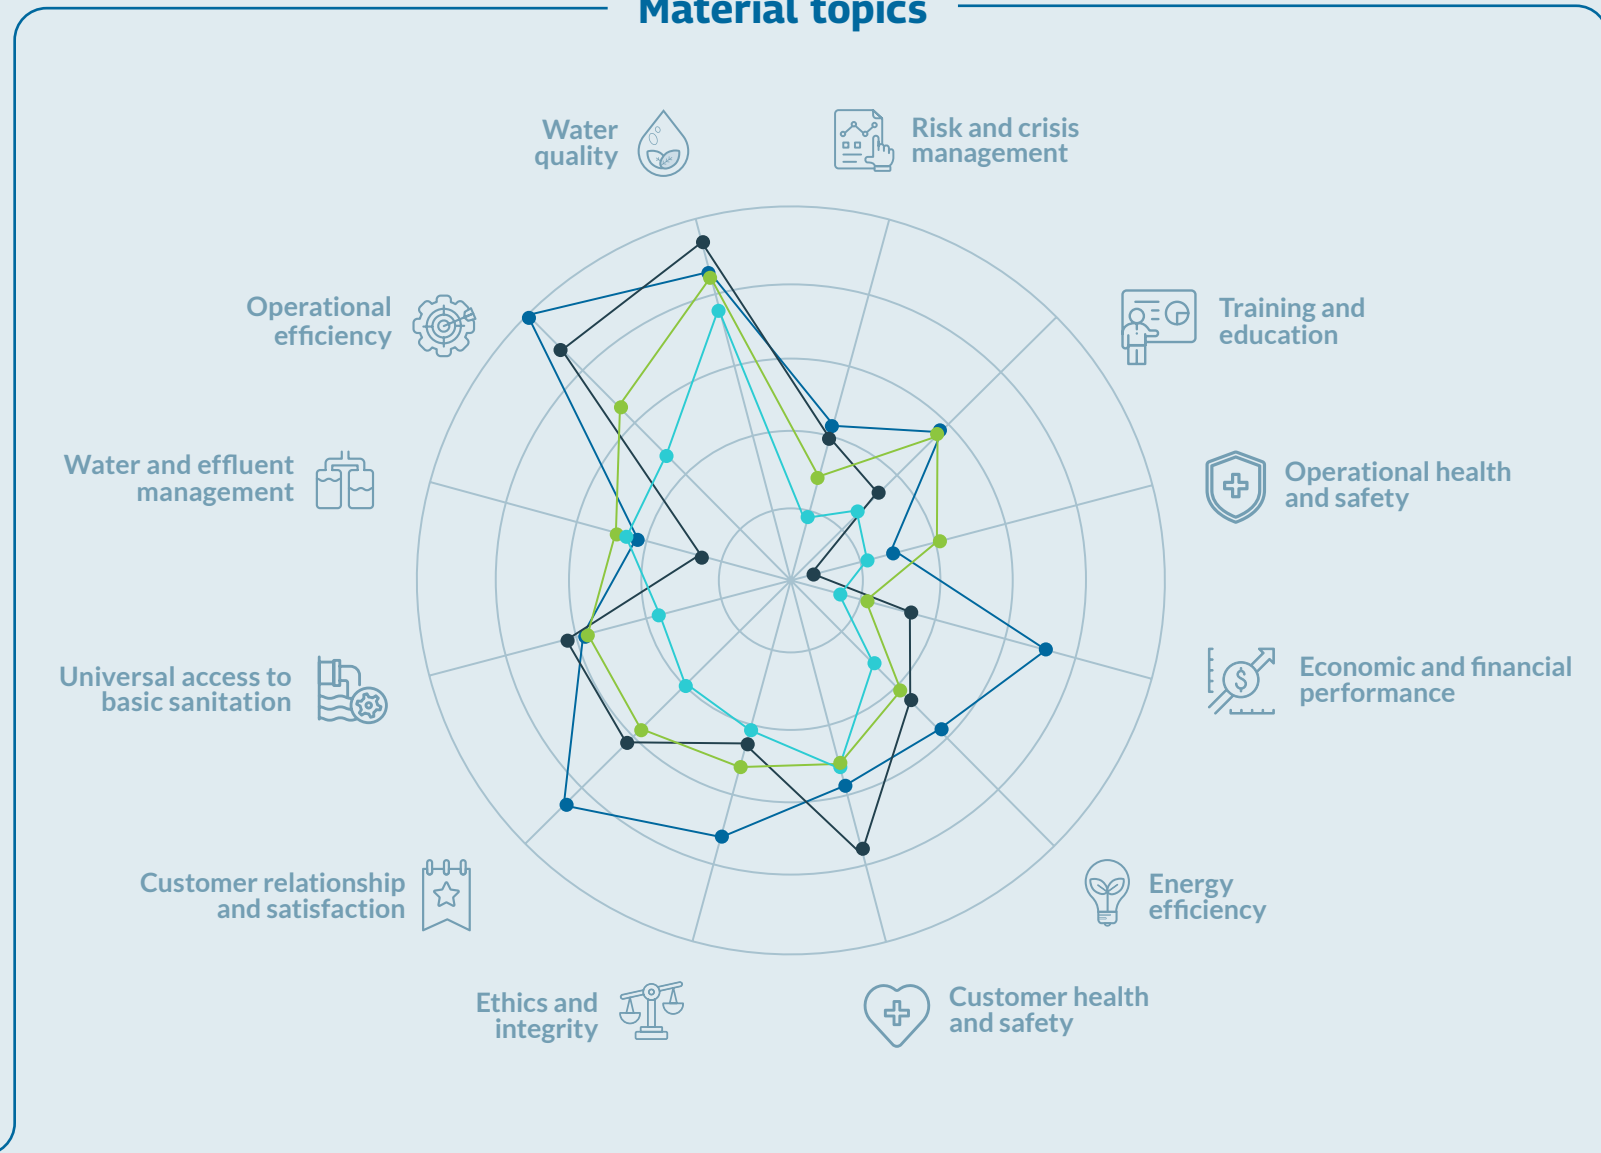 Material topics
Water
quality
Risk and crisis
management
Operational
efficiency
Training and
education
Water and effluent
management
Operational health
and safety
Universal access to
basic sanitation
Economic and financial
performance
$
Customer relationship
and satisfaction
Energy
efficiency
Ethics and
integrity
Customer health
and safety